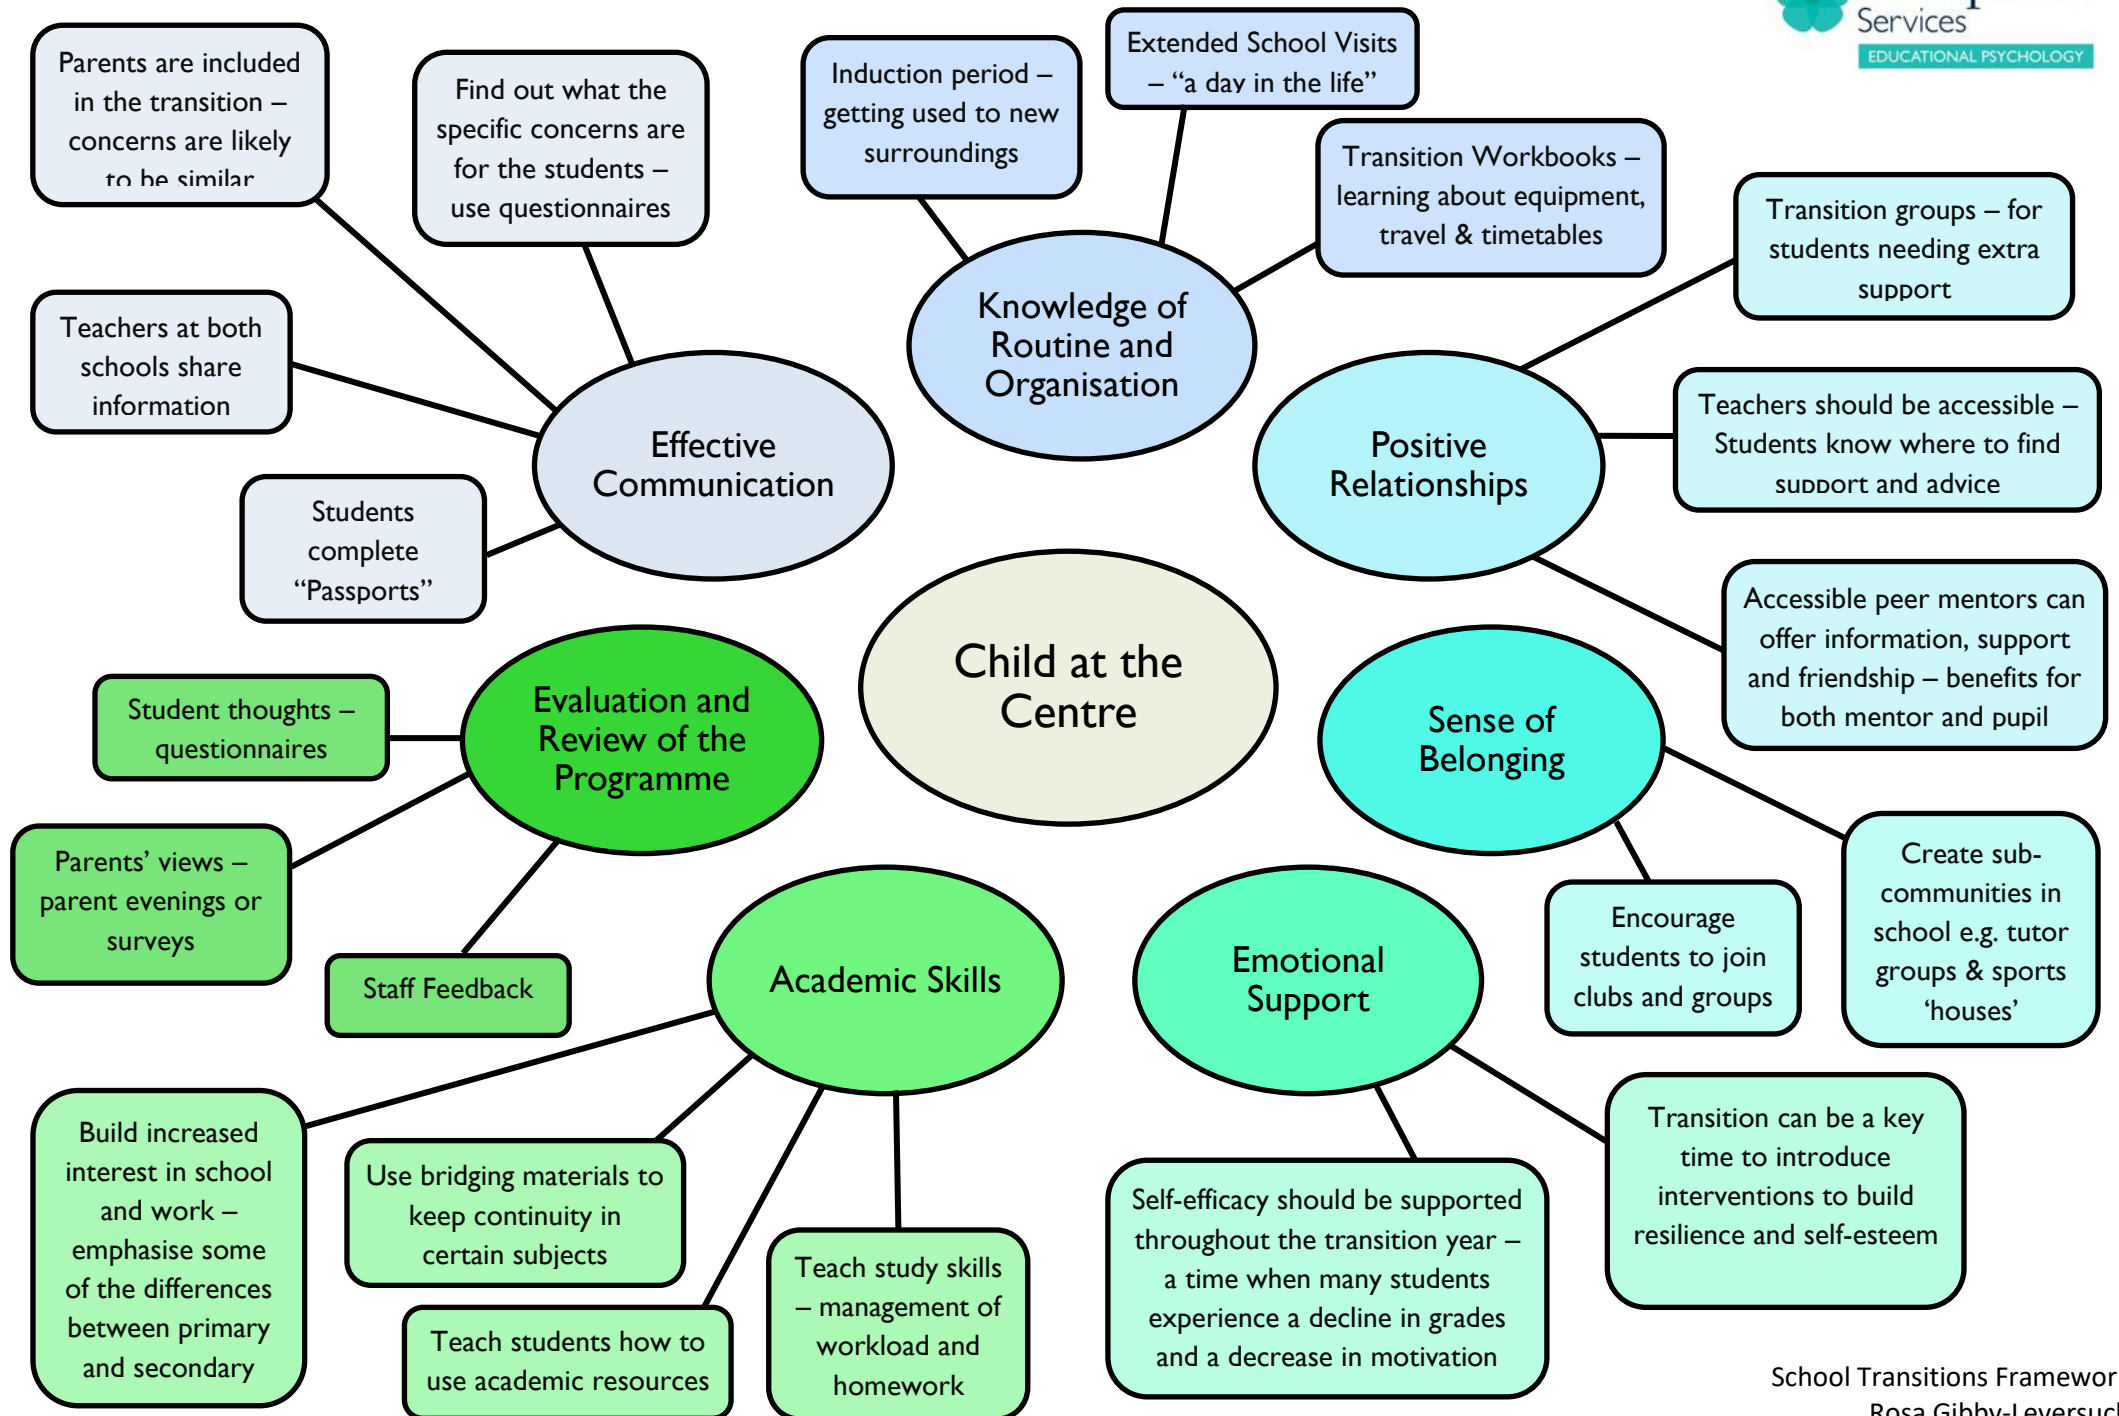 Services
EDUCATIONAL PSYCHOLOGY
Parents are included
in the transition –
concerns are likely
to be similar
Find out what the
specific concerns are
for the students –
use questionnaires
Induction period –
getting used to new
surroundings
Extended School Visits
– “a day in the life”
Transition Workbooks –
learning about equipment,
travel & timetables
Transition groups – for
students needing extra
support
Teachers at both
schools share
information
Knowledge of
Routine and
Organisation
Effective
Communication
Positive
Relationships
Teachers should be accessible –
Students know where to find
support and advice
Students
complete
“Passports”
Accessible peer mentors can
offer information, support
and friendship – benefits for
both mentor and pupil
Child at the
Centre
Evaluation and
Review of the
Programme
Sense of
Belonging
Student thoughts –
questionnaires
Parents’ views –
parent evenings or
surveys
Staff Feedback
Academic Skills
Emotional
Support
Encourage
students to join
clubs and groups
Create sub-
communities in
school e.g. tutor
groups & sports
‘houses’
Build increased
interest in school
and work –
emphasise some
of the differences
between primary
and secondary
Use bridging materials to
keep continuity in
certain subjects
Teach students how to
use academic resources
Teach study skills
– management of
workload and
homework
Self-efficacy should be supported
throughout the transition year –
a time when many students
experience a decline in grades
and a decrease in motivation
Transition can be a key
time to introduce
interventions to build
resilience and self-esteem
School Transitions Framewor
Rosa Gibby-Leversuch